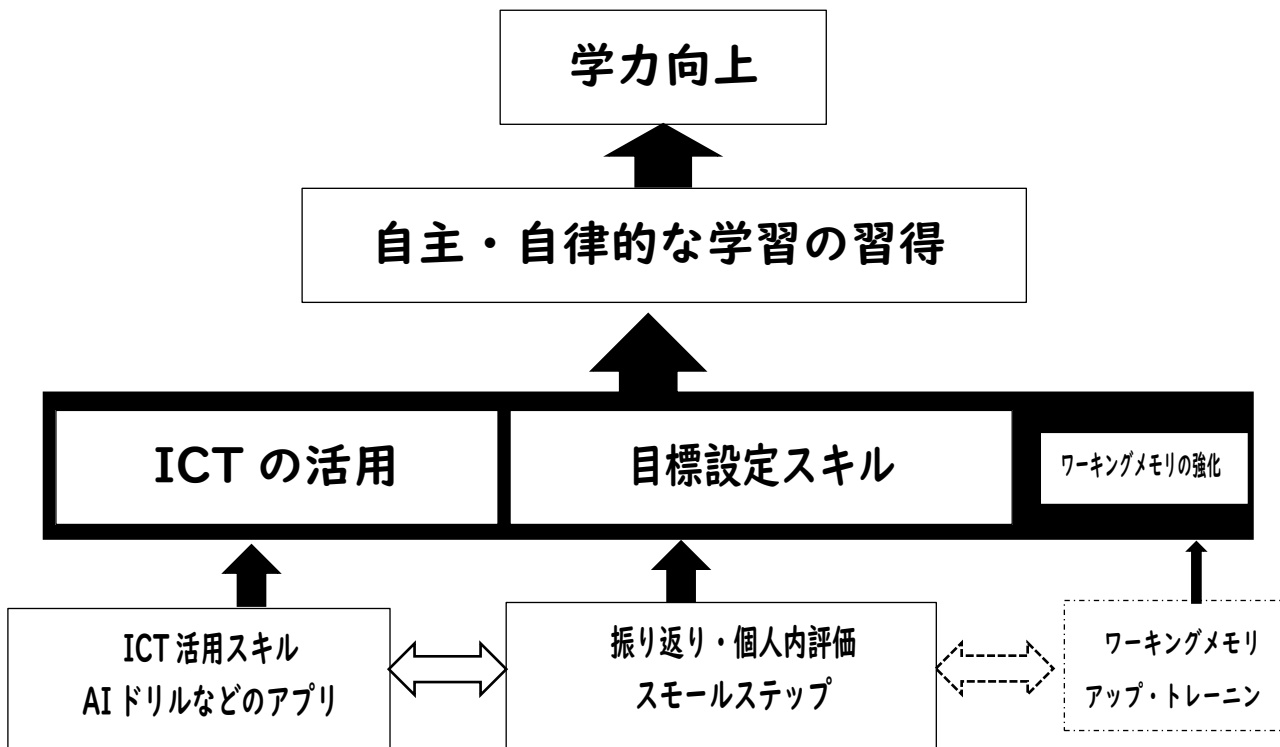 学力向上
自主・自律的な学習の習得
ICT の活用
目標設定スキル
ワーキングメモリの強化
ICT 活用スキル
AI ドリルなどのアプリ
振り返り・個人内評価
スモールステップ
ワーキングメモリ
アップ・トレーニン